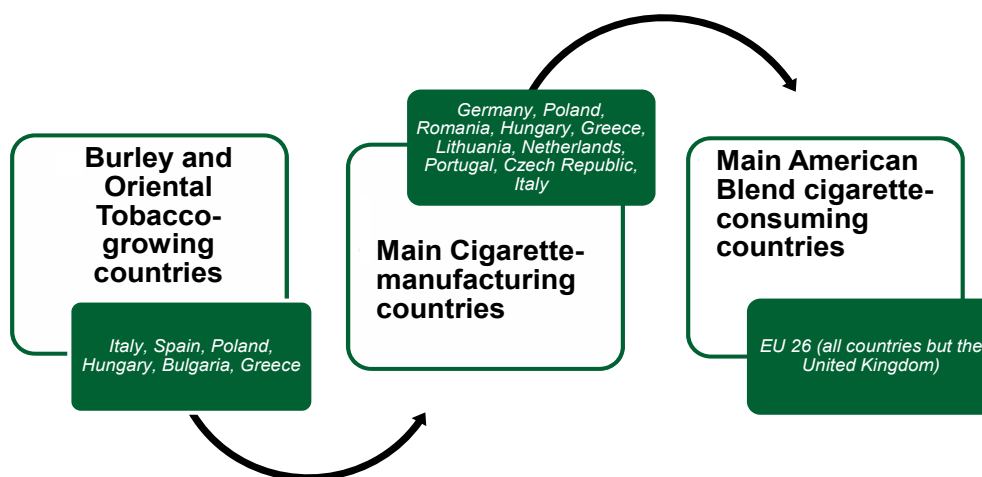 Burley and
Oriental
Tobacco-
growing
countries
Italy, Spain, Poland,
Hungary, Bulgaria, Greece
Germany, Poland,
Romania, Hungary, Greece,
Lithuania, Netherlands,
Portugal, Czech Republic,
Italy
Main Cigarette-
manufacturing
countries
Main American
Blend cigarette-
consuming
countries
EU 26 (all countries but the
United Kingdom)